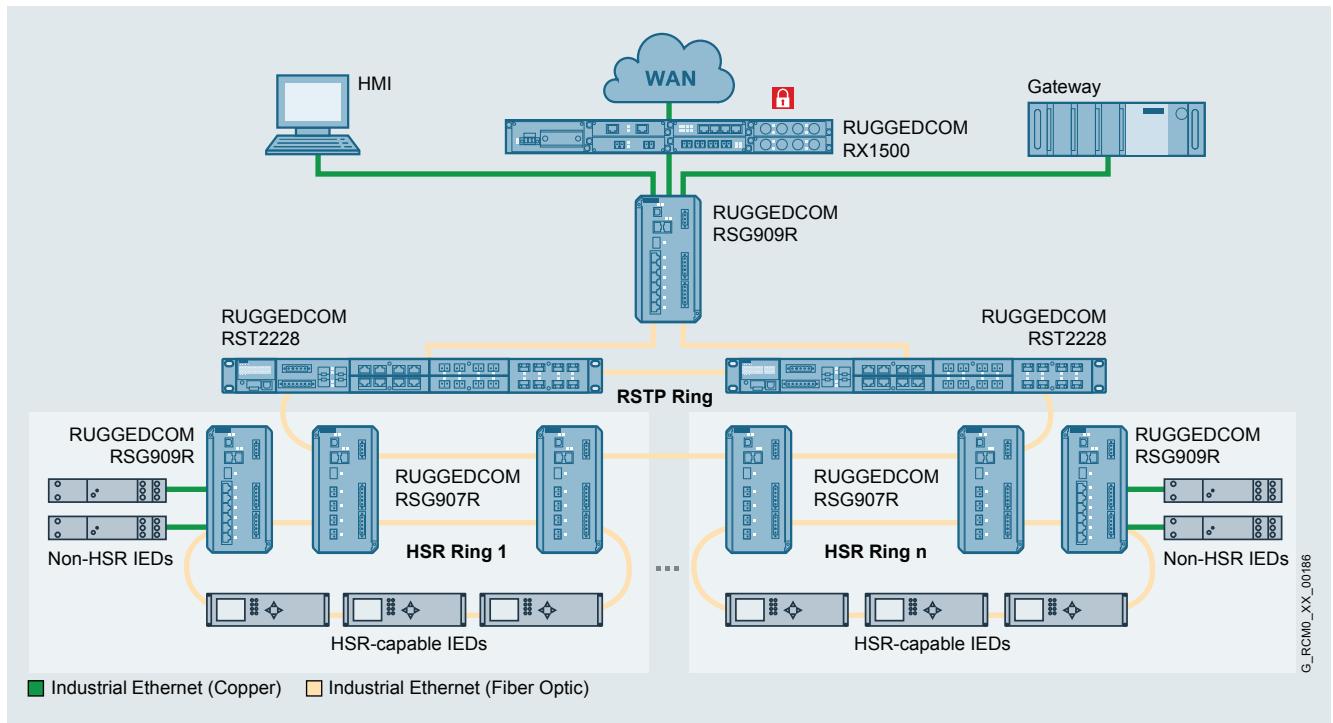 HMI
WAN
Gateway
RUGGEDCOM
RX1500
RUGGEDCOM
RSG909R
RUGGEDCOM
RST2228
RUGGEDCOM
RST2228
RSTP Ring
RUGGEDCOM
RSG909R
RUGGEDCOM
RSG907R
RUGGEDCOM
RSG907R
RUGGEDCOM
RSG909R
Non-HSR IEDs
HSR Ring 1
HSR Ring n
Non-HSR IEDs
...
HSR-capable IEDs
HSR-capable IEDs
G_RCM0_XX_00186
Industrial Ethernet (Copper)
Industrial Ethernet (Fiber Optic)